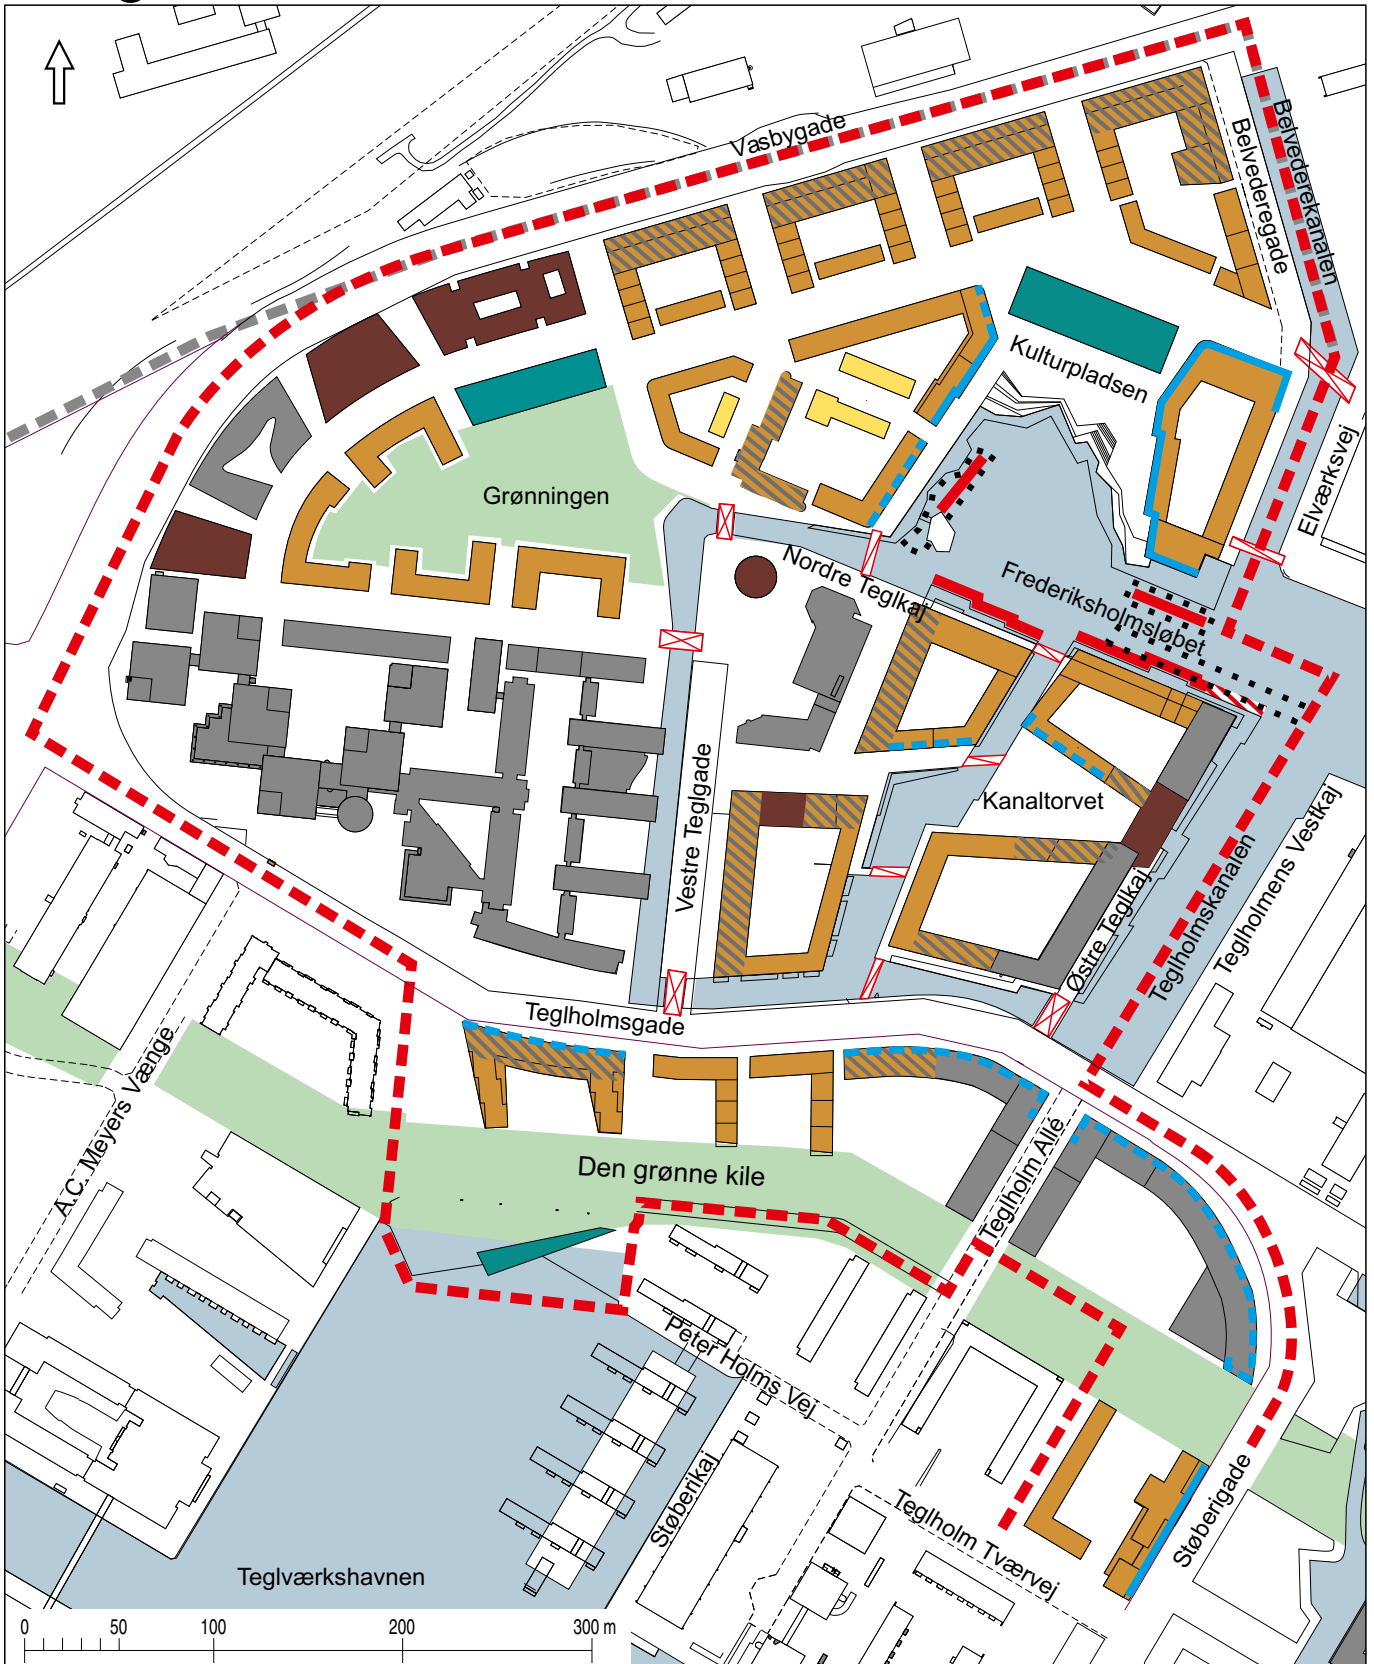 Vasbygade
Belvederegade
Belvederekanalen
Kulturpladsen
Elværksvej
Grønningen
Nordre Teglkaj
Frederiksholmsløbet
Vestre Teglgade
Kanaltorvet
Østre Teglkaj
Teglholmskanalen
Teglholmens Vestkaj
Teglholmsgade
A.C. Meyers Vænge
Den grønne kile
Teglholm Allé
Peter Holms Vej
Støberikaj
Teglholm Tværvej
Støberigade
Teglværkshavnen
0 50 100 200 300 m